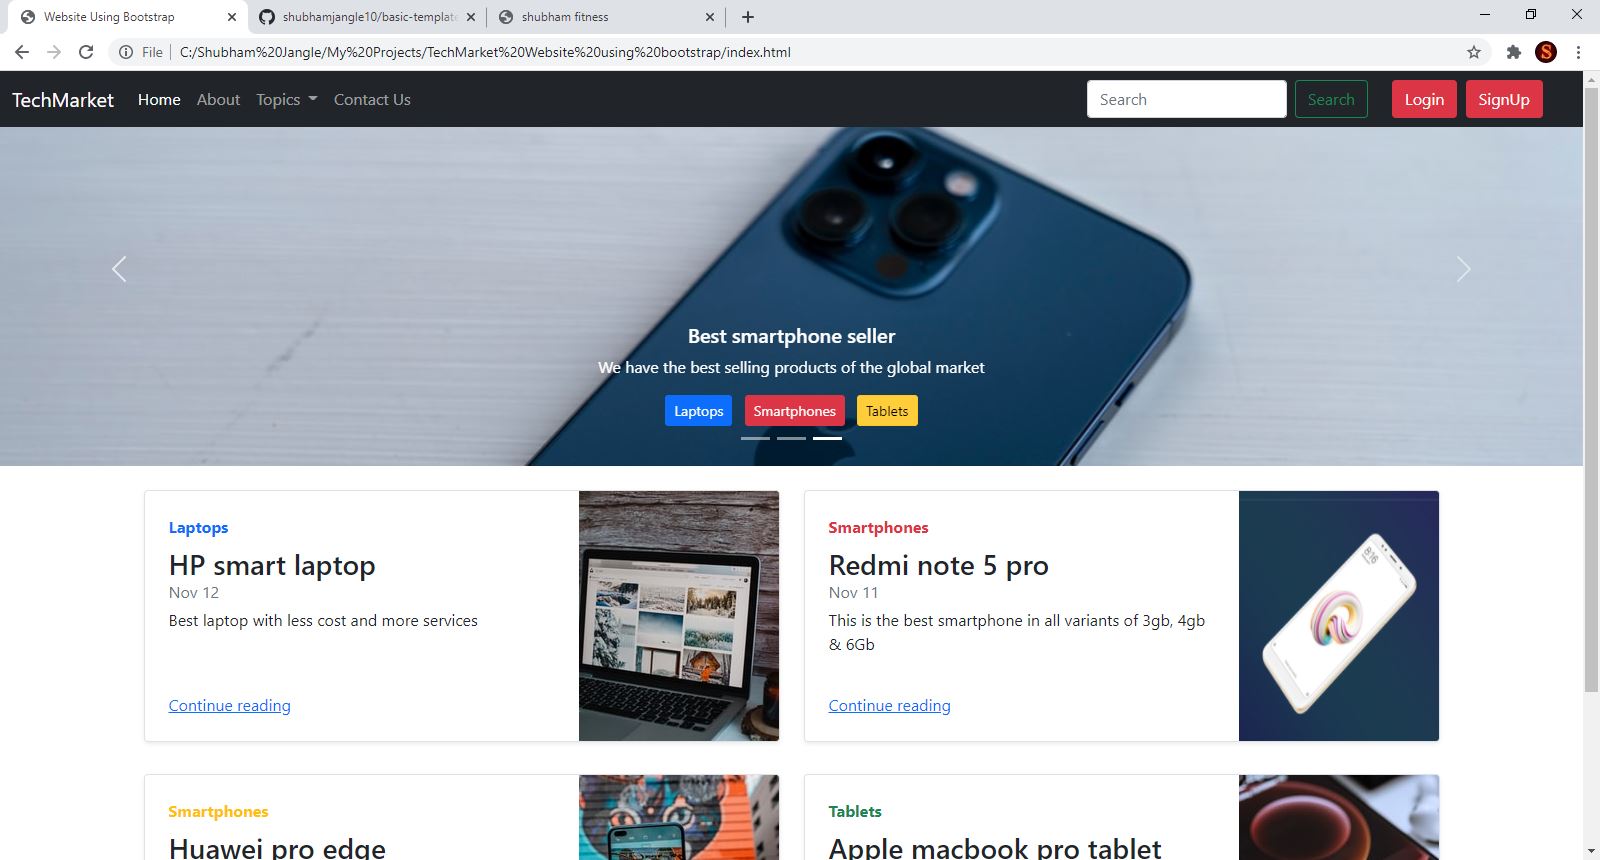 Website Using Bootstrap
shubhamjangle10/basic-template
shubham fitness
File
C:/Shubham%20Jangle/My%20Projects/TechMarket%20Website%20using%20bootstrap/index.html
S
TechMarket
Home
About
Topics
Contact Us
Search
Search
Login
SignUp
Best smartphone seller
We have the best selling products of the global market
Laptops
Smartphones
Tablets
Laptops
HP smart laptop
Nov 12
Best laptop with less cost and more services
Continue reading
Smartphones
Redmi note 5 pro
Nov 11
This is the best smartphone in all variants of 3gb, 4gb
& 6Gb
Continue reading
Smartphones
Huawei pro edge
Tablets
Apple macbook pro tablet